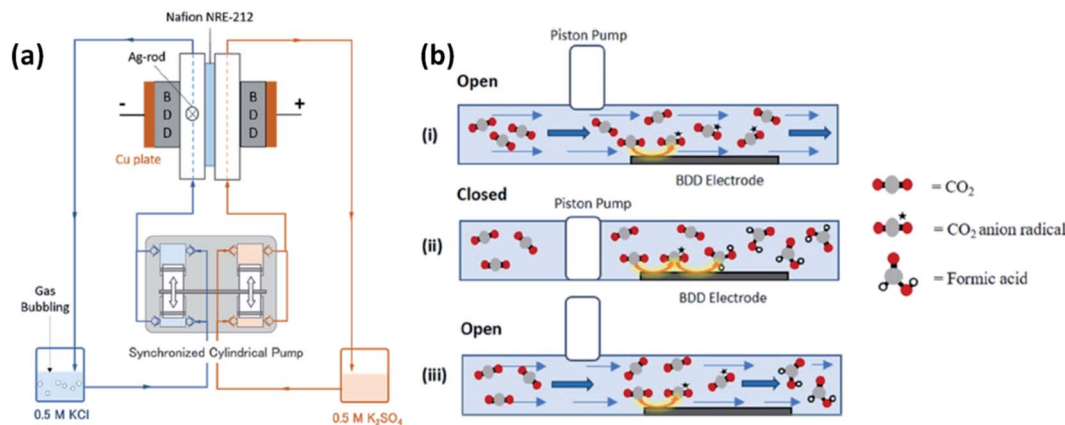 (a)
Nafion NRE-212
Ag-rod
B
D
D
-
B
D
D
+
Cu plate
Gas
Bubbling
Synchronized Cylindrical Pump
0.5 M KCl
0.5 M K₂SO₄
(b)
Piston Pump
Open
(i)
BDD Electrode
Closed
Piston Pump
(ii)
BDD Electrode
Open
(iii)
= CO₂
= CO₂ anion radical
= Formic acid